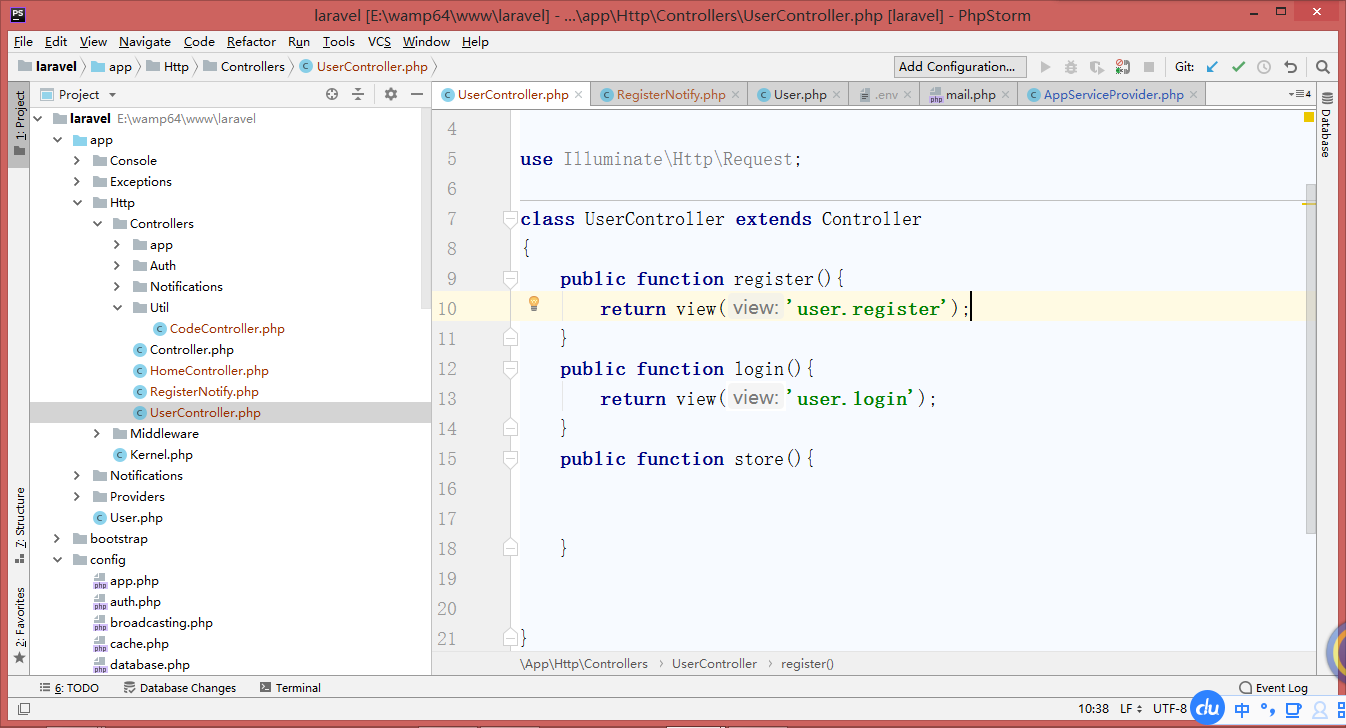 PS laravel [E:\wamp64\www\laravel] - ...\app\Http\Controllers\UserController.php [laravel] - PhpStorm
File Edit View Navigate Code Refactor Run Tools VCS Window Help
laravel app Http Controllers UserController.php Add Configuration... Git:
Project UserController.php RegisterNotify.php User.php .env mail.php AppServiceProvider.php 4
1: Project
7: Structure
2: Favorites
Database
laravel E:\wamp64\www\laravel
app
Console
Exceptions
Http
Controllers
app
Auth
Notifications
Util
CodeController.php
Controller.php
HomeController.php
RegisterNotify.php
UserController.php
Middleware
Kernel.php
Notifications
Providers
User.php
bootstrap
config
app.php
auth.php
broadcasting.php
cache.php
database.php
4
5 use Illuminate\Http\Request;
6
7 class UserController extends Controller
8 {
9 public function register(){
10 return view( view: 'user.register');
11 }
12 public function login(){
13 return view( view: 'user.login');
14 }
15 public function store(){
16
17
18 }
19
20
21 }
\App\Http\Controllers › UserController › register()
6: TODO Database Changes Terminal Event Log
10:38 LF UTF-8 du 中